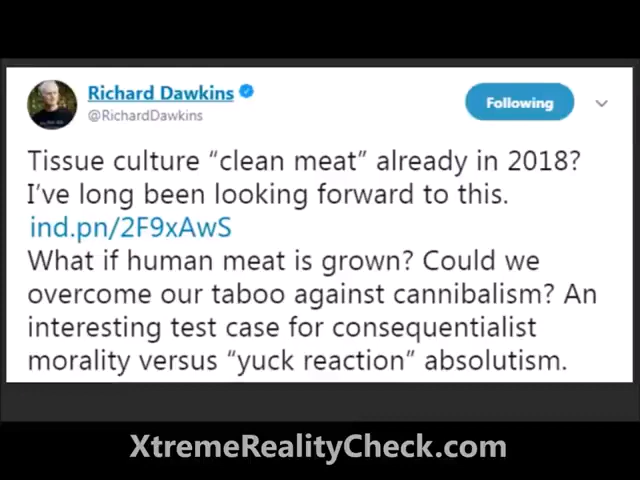 Richard Dawkins
@RichardDawkins
Following
Tissue culture “clean meat” already in 2018?
I’ve long been looking forward to this.
ind.pn/2F9xAwS
What if human meat is grown? Could we
overcome our taboo against cannibalism? An
interesting test case for consequentialist
morality versus “yuck reaction” absolutism.
XtremeRealityCheck.com